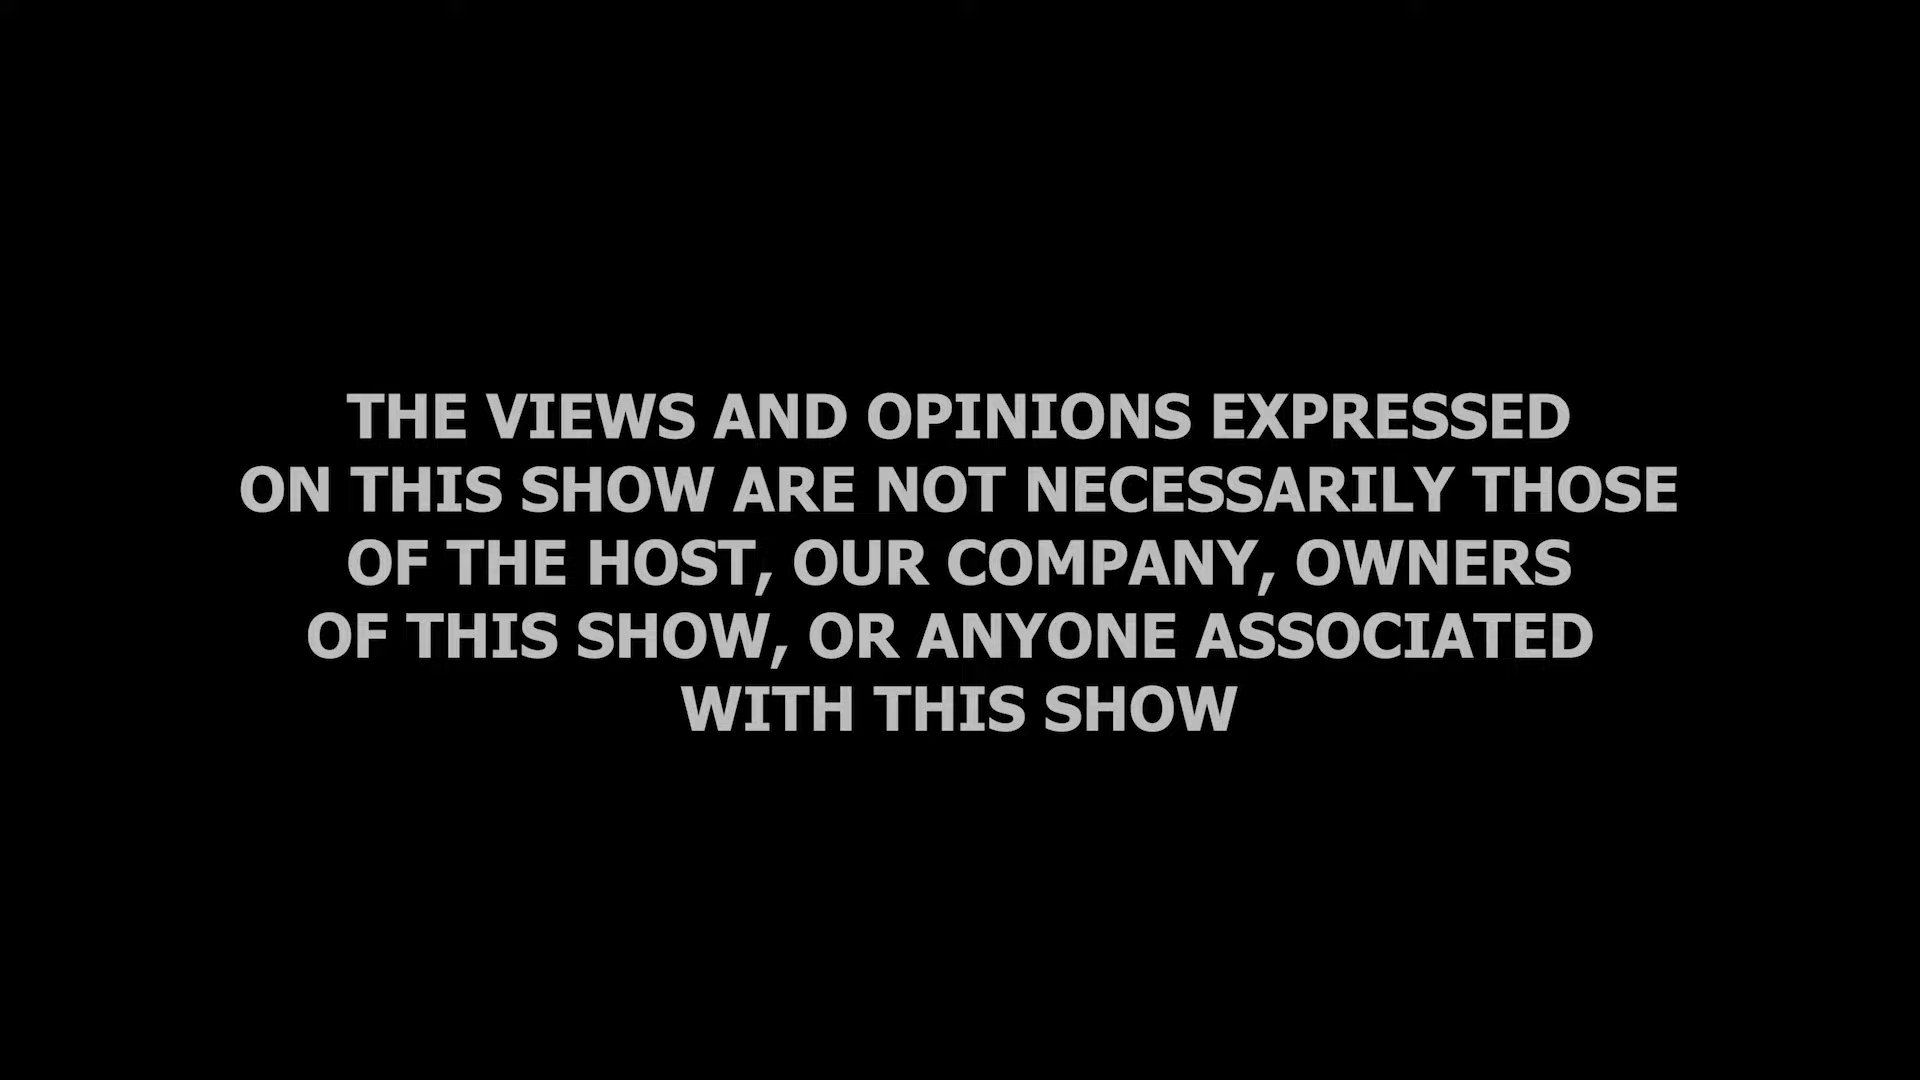 THE VIEWS AND OPINIONS EXPRESSED
ON THIS SHOW ARE NOT NECESSARILY THOSE
OF THE HOST, OUR COMPANY, OWNERS
OF THIS SHOW, OR ANYONE ASSOCIATED
WITH THIS SHOW